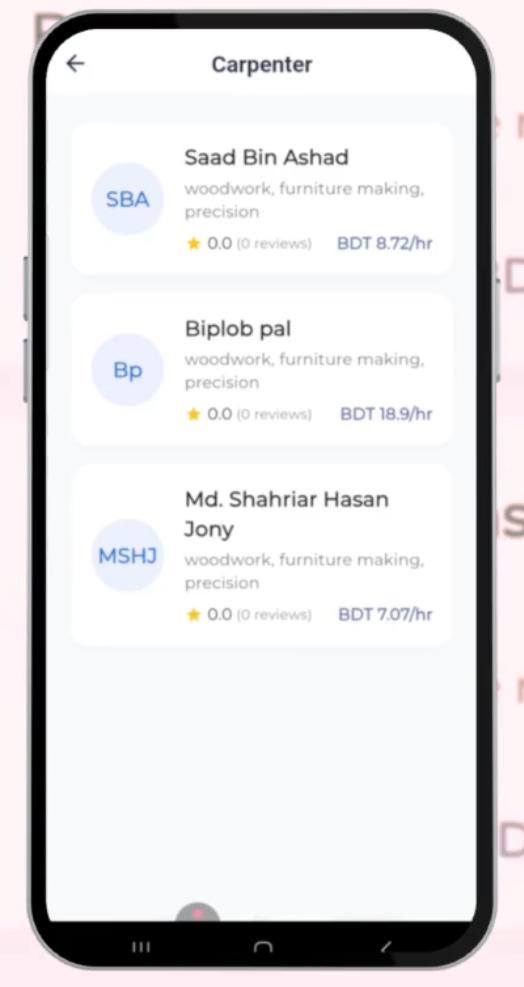 Carpenter
Saad Bin Ashad
SBA
woodwork, furniture making,
precision
0.0 (0 reviews) BDT 8.72/hr
Biplob pal
Bp
woodwork, furniture making,
precision
0.0 (0 reviews) BDT 18.9/hr
Md. Shahriar Hasan
Jony
MSHJ
woodwork, furniture making,
precision
0.0 (0 reviews) BDT 7.07/hr